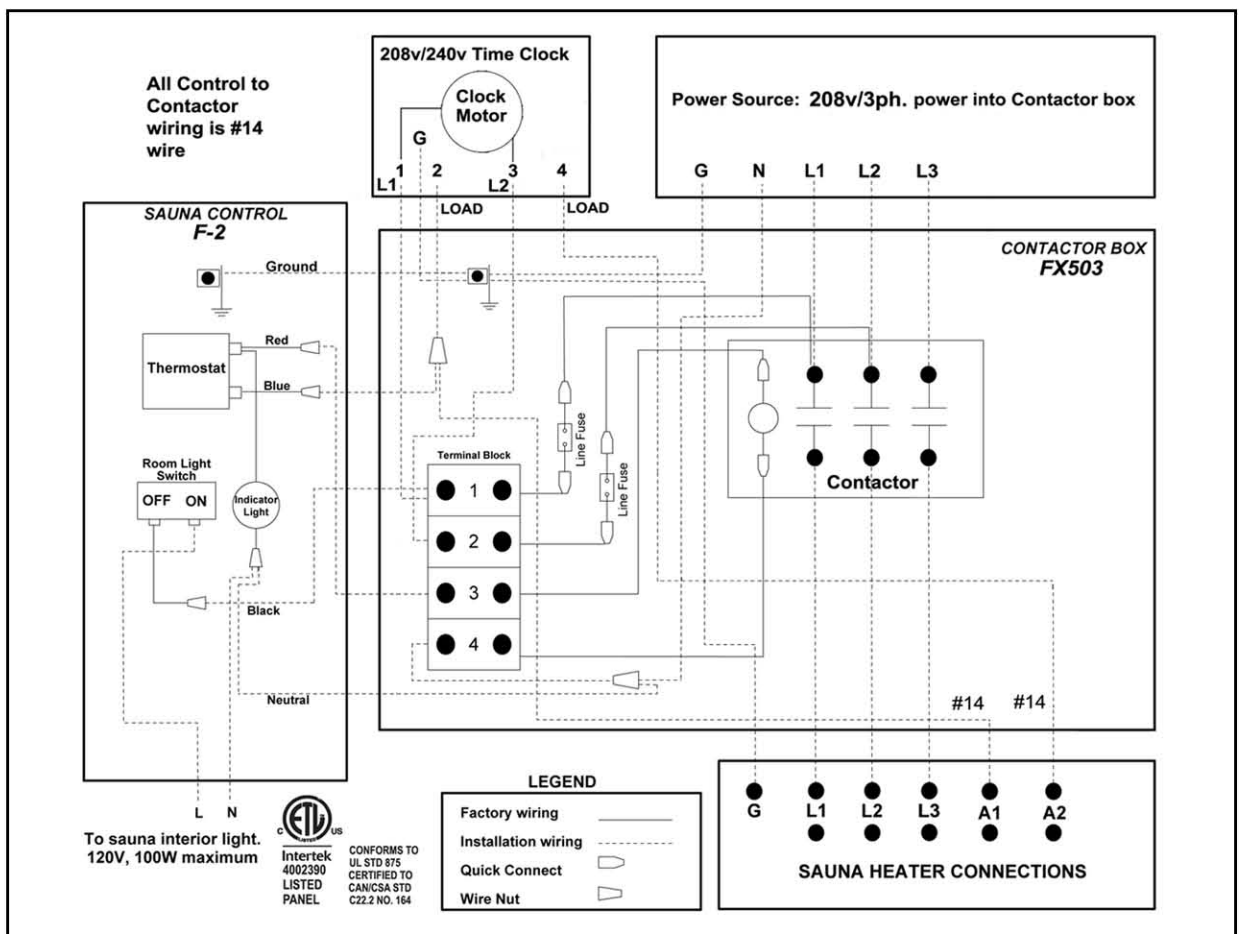 All Control to
Contactor
wiring is #14
wire
208v/240v Time Clock
Clock
Motor
G
1 2 3 4
L1 L2
LOAD LOAD
Power Source: 208v/3ph. power into Contactor box
G N L1 L2 L3
SAUNA CONTROL
F-2
Ground
Red
Thermostat
Blue
Room Light
Switch
OFF ON
Indicator
Light
Black
Neutral
L N
To sauna interior light.
120V, 100W maximum
CONTACTOR BOX
FX503
Line Fuse
Line Fuse
Terminal Block
1
2
3
4
Contactor
#14 #14
C ETL US
LISTED
Intertek
4002390
LISTED
PANEL
CONFORMS TO
UL STD 875
CERTIFIED TO
CAN/CSA STD
C22.2 NO. 164
LEGEND
Factory wiring
Installation wiring
Quick Connect
Wire Nut
G L1 L2 L3 A1 A2
SAUNA HEATER CONNECTIONS